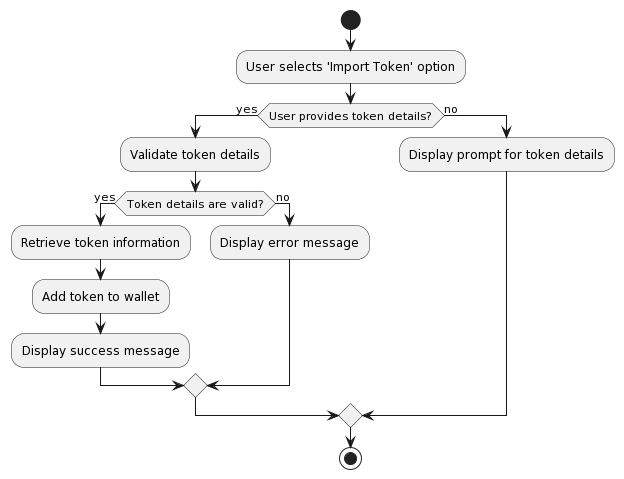 User selects 'Import Token' option
User provides token details?
yes
no
Validate token details
Display prompt for token details
Token details are valid?
yes
no
Retrieve token information
Display error message
Add token to wallet
Display success message